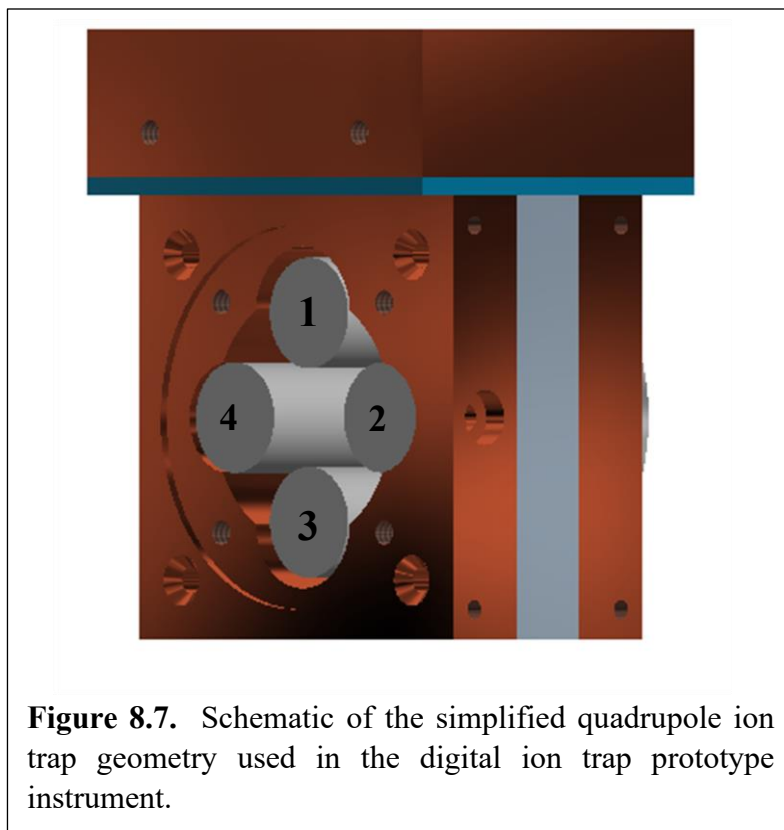 1
4 2
3
Figure 8.7. Schematic of the simplified quadrupole ion
trap geometry used in the digital ion trap prototype
instrument.